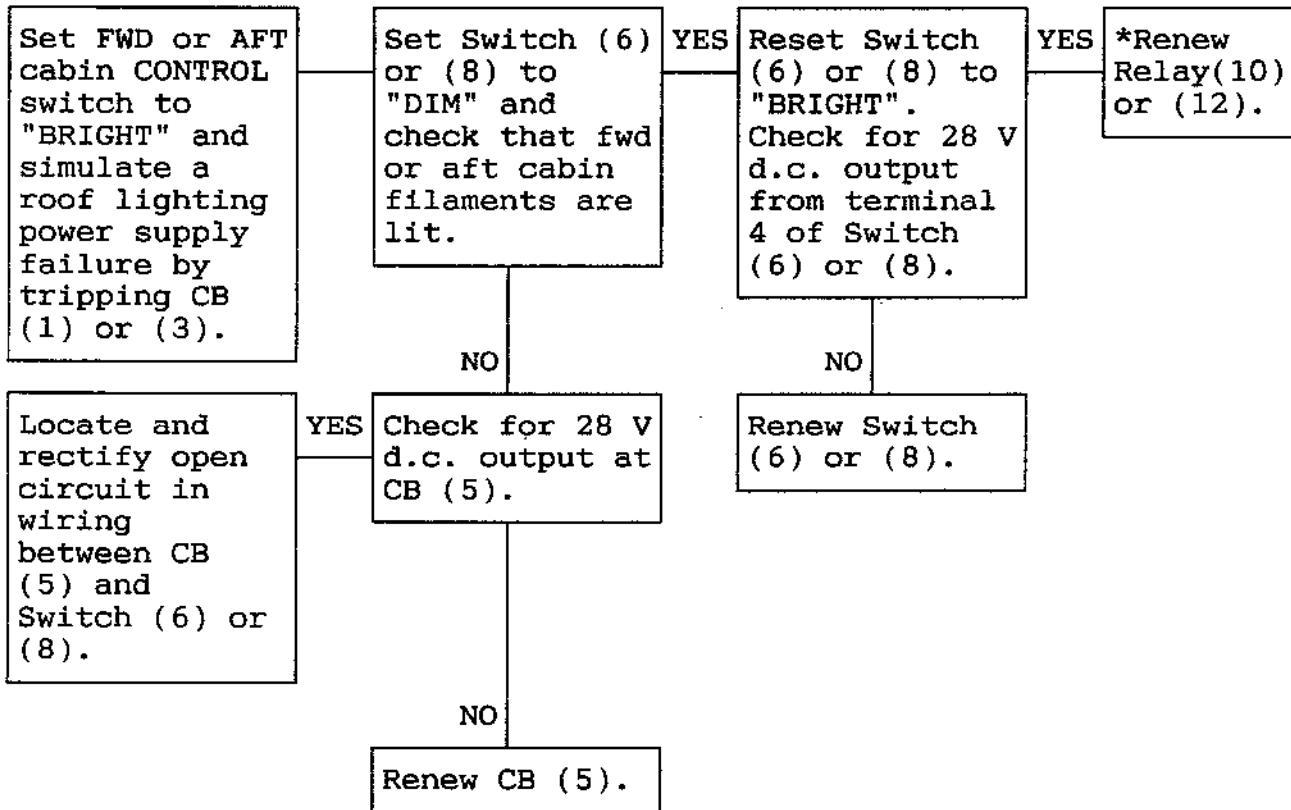 Set FWD or AFT
cabin CONTROL
switch to
"BRIGHT" and
simulate a
roof lighting
power supply
failure by
tripping CB
(1) or (3).
Set Switch (6)
or (8) to
"DIM" and
check that fwd
or aft cabin
filaments are
lit.
YES
Reset Switch
(6) or (8) to
"BRIGHT".
Check for 28 V
d.c. output
from terminal
4 of Switch
(6) or (8).
YES
*Renew
Relay(10)
or (12).
NO
NO
Locate and
rectify open
circuit in
wiring
between CB
(5) and
Switch (6) or
(8).
YES
Check for 28 V
d.c. output at
CB (5).
Renew Switch
(6) or (8).
NO
Renew CB (5).